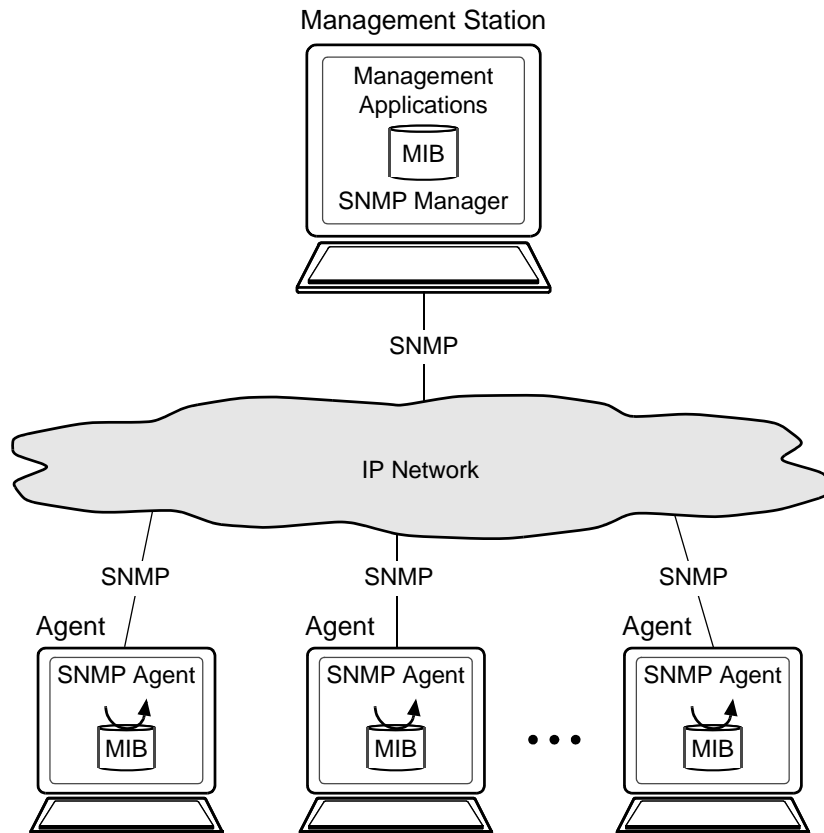 Management Station
Management
Applications
MIB
SNMP Manager
SNMP
IP Network
SNMP
SNMP
SNMP
Agent
Agent
Agent
SNMP Agent
SNMP Agent
SNMP Agent
MIB
MIB
MIB